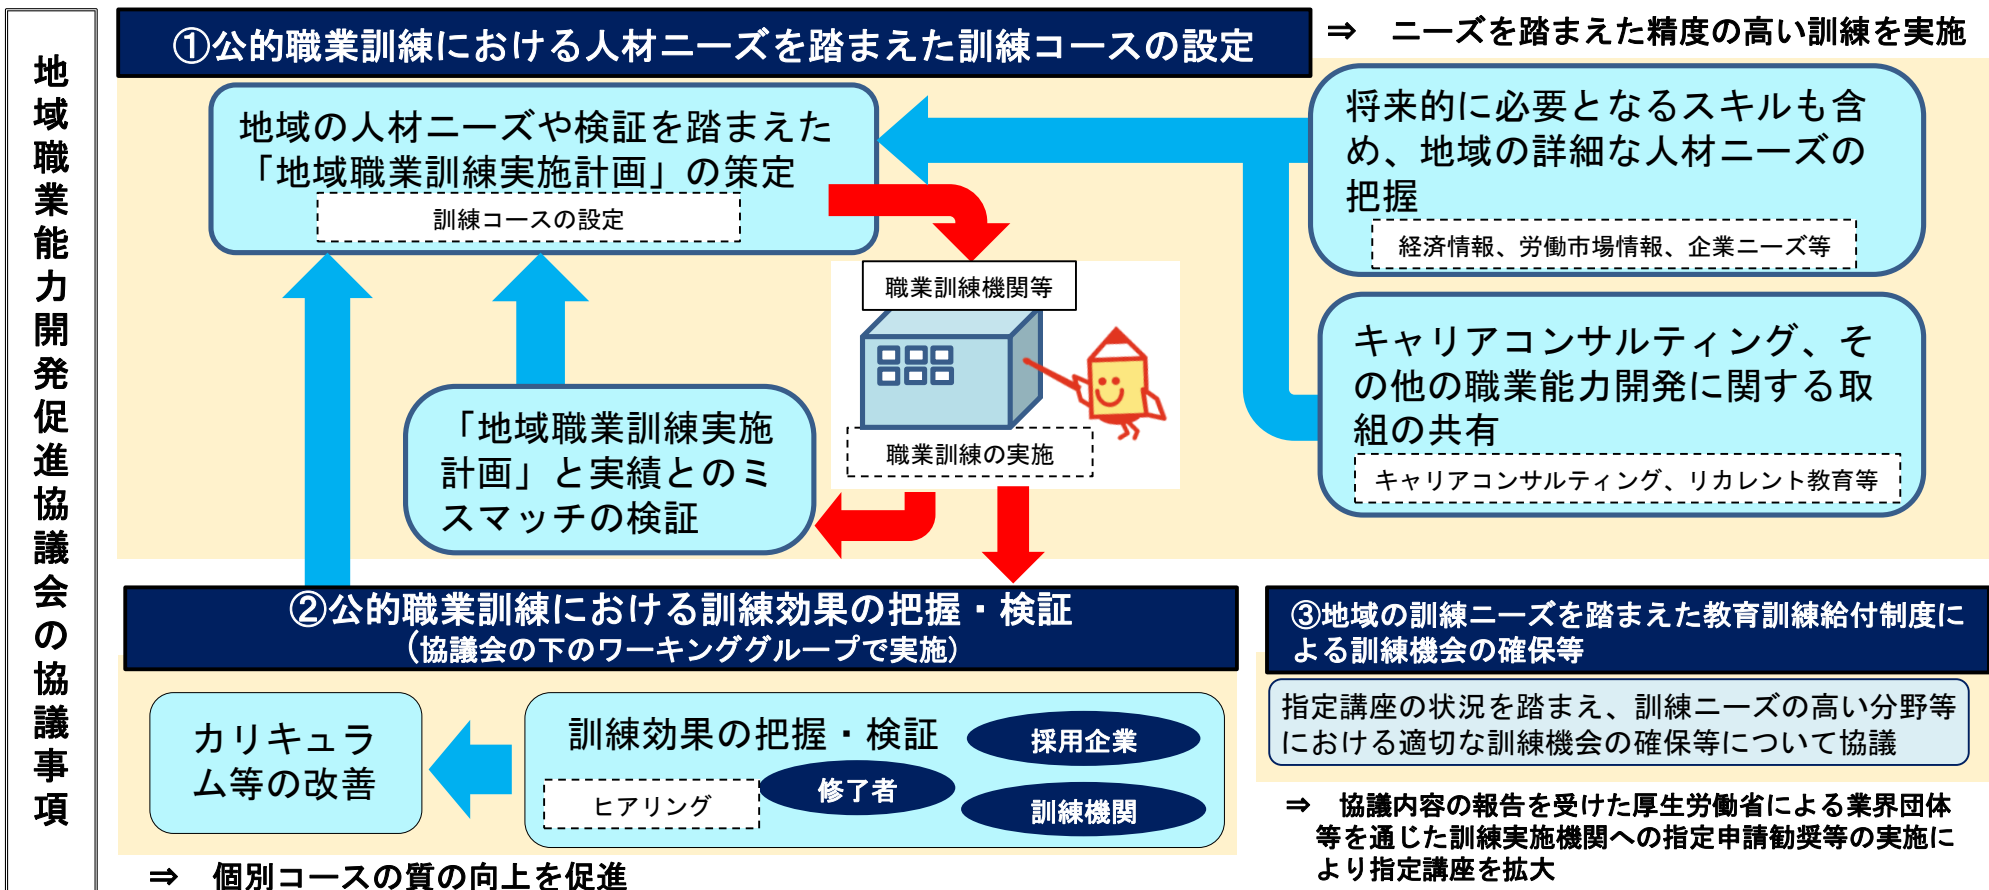 地域職業能力開発促進協議会の協議事項
①公的職業訓練における人材ニーズを踏まえた訓練コースの設定
⇒　ニーズを踏まえた精度の高い訓練を実施
地域の人材ニーズや検証を踏まえた
「地域職業訓練実施計画」の策定
訓練コースの設定
将来的に必要となるスキルも含
め、地域の詳細な人材ニーズの
把握
経済情報、労働市場情報、企業ニーズ等
職業訓練機関等
職業訓練の実施
キャリアコンサルティング、そ
の他の職業能力開発に関する取
組の共有
キャリアコンサルティング、リカレント教育等
「地域職業訓練実施
計画」と実績とのミ
スマッチの検証
②公的職業訓練における訓練効果の把握・検証
（協議会の下のワーキンググループで実施）
カリキュラ
ム等の改善
訓練効果の把握・検証
ヒアリング
採用企業
修了者
訓練機関
⇒　個別コースの質の向上を促進
③地域の訓練ニーズを踏まえた教育訓練給付制度に
よる訓練機会の確保等
指定講座の状況を踏まえ、訓練ニーズの高い分野等
における適切な訓練機会の確保等について協議
⇒　協議内容の報告を受けた厚生労働省による業界団体
等を通じた訓練実施機関への指定申請勧奨等の実施に
より指定講座を拡大